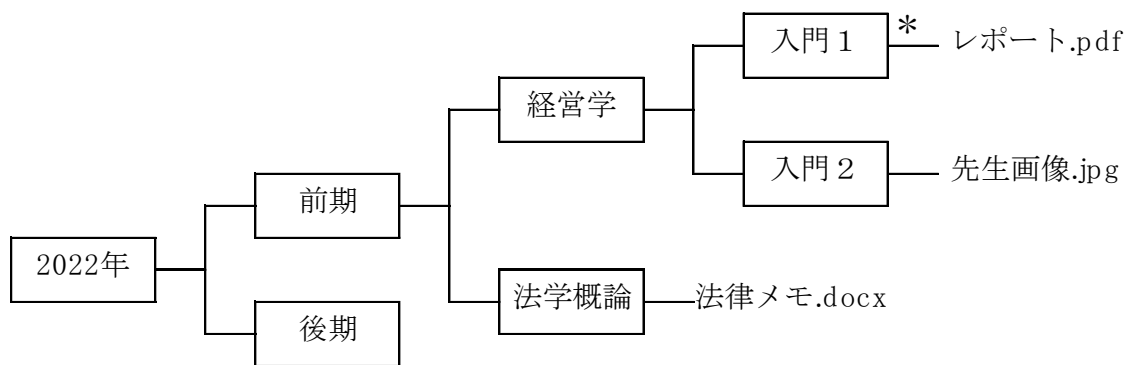 入門１
*
レポート.pdf
経営学
入門２
先生画像.jpg
前期
2022年
法学概論
法律メモ.docx
後期